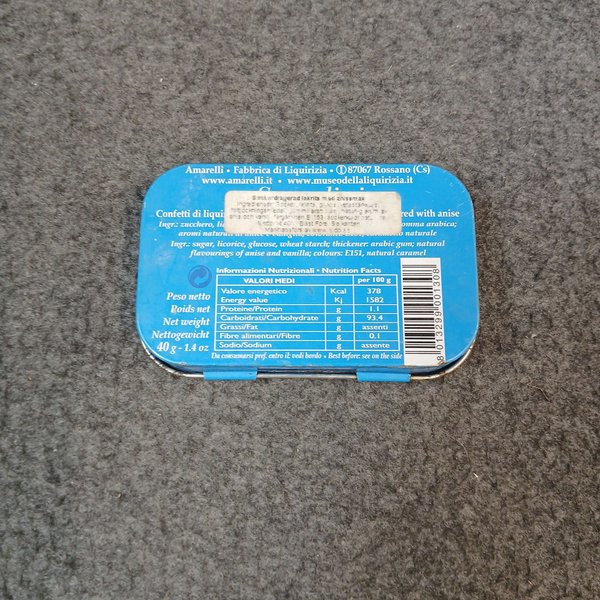 Amarelli • Fabbrica di Liquirizia • I 87067 Rossano (Cs)
www.amarelli.it • www.museodellaliquirizia.it
Sockerdragerad lakrits med anissmak
Confetti di liqui red with anise
Ingr.: zucchero, omma arabica;
aromi naturali naturale
Ingr.: sugar, licorice, glucose, wheat starch; thickener: arabic gum; natural
flavourings of anise and vanilla; colours: E151, natural caramel
Informazioni Nutrizionali • Nutrition Facts
VALORI MEDI per 100 g
Valore energetico Kcal 378
Energy value Kj 1582
Proteine/Protein g 1.1
Carboidrati/Carbohydrate g 93,4
Grassi/Fat g assenti
Fibre alimentari/Fibre g 0.1
Sodio/Sodium g assente
Da consumarsi pref. entro il: vedi bordo • Best before: see on the side
Peso netto
Poids net
Net weight
Nettogewicht
40 g - 1.4 oz
8 013299 001308